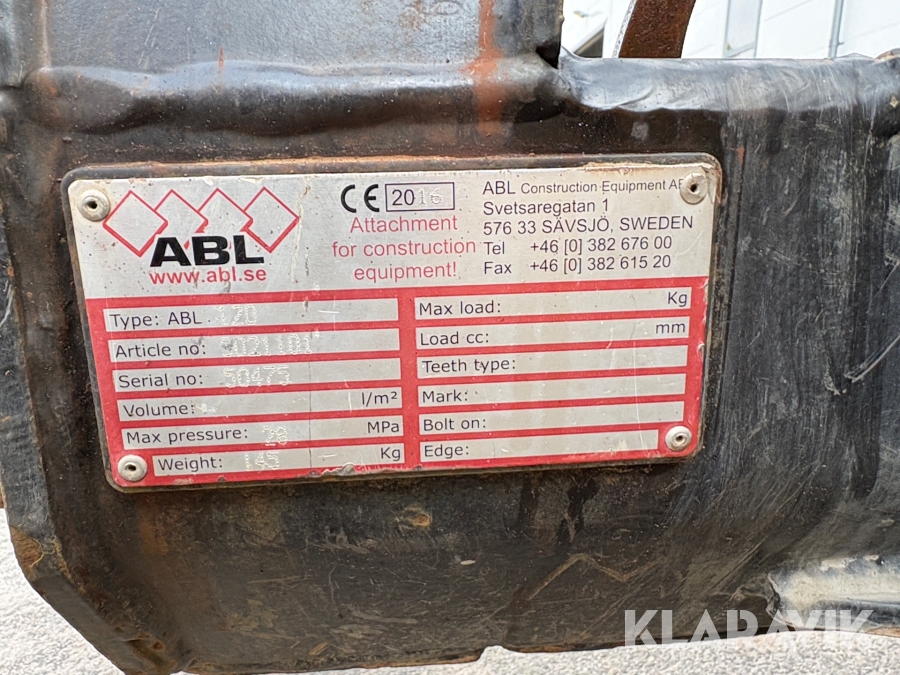 ABL
www.abl.se
CE 2016
Attachment
for construction
equipment!
ABL Construction Equipment AB
Svetsaregatan 1
576 33 SÄVSJÖ, SWEDEN
Tel +46 [0] 382 676 00
Fax +46 [0] 382 615 20
Type: ABL
Article no:
Serial no: 50475
Volume: l/m²
Max pressure: MPa
Weight: Kg
Max load: Kg
Load cc: mm
Teeth type:
Mark:
Bolt on:
Edge:
KLARAVIK